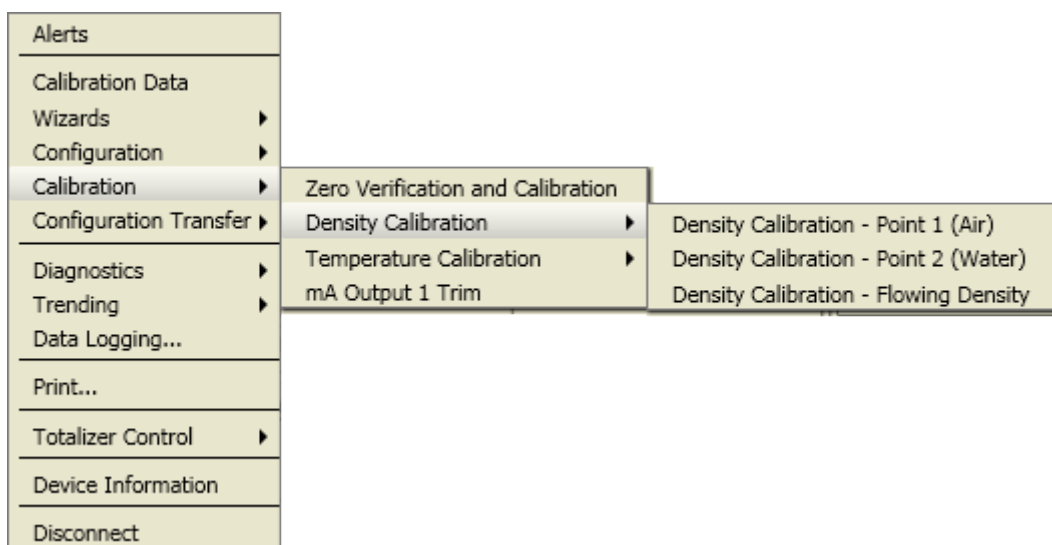 Alerts
Calibration Data
Wizards
Configuration
Calibration
Configuration Transfer
Diagnostics
Trending
Data Logging...
Print...
Totalizer Control
Device Information
Disconnect
Zero Verification and Calibration
Density Calibration
Temperature Calibration
mA Output 1 Trim
Density Calibration - Point 1 (Air)
Density Calibration - Point 2 (Water)
Density Calibration - Flowing Density